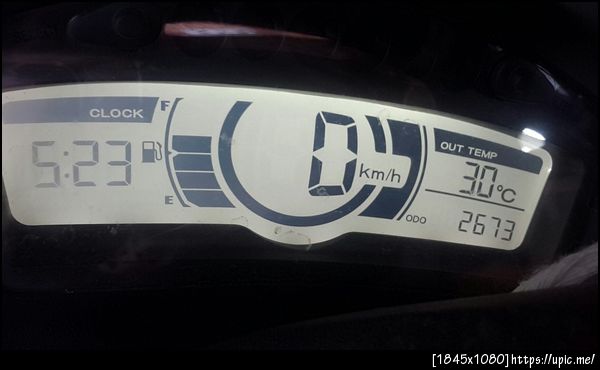 CLOCK
5:23
F
E
0
km/h
OUT TEMP
30°C
ODO
2673
[1845x1080]https://upic.me/